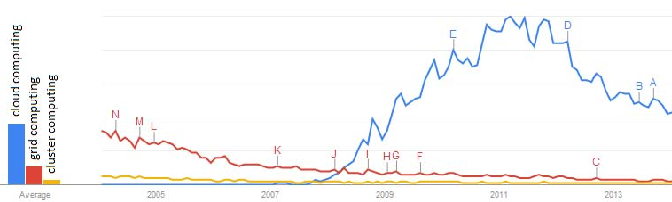 cloud computing
grid computing
cluster computing
Average
N
M
L
K
J
I
H
G
F
E
D
B
A
C
2005
2007
2009
2011
2013